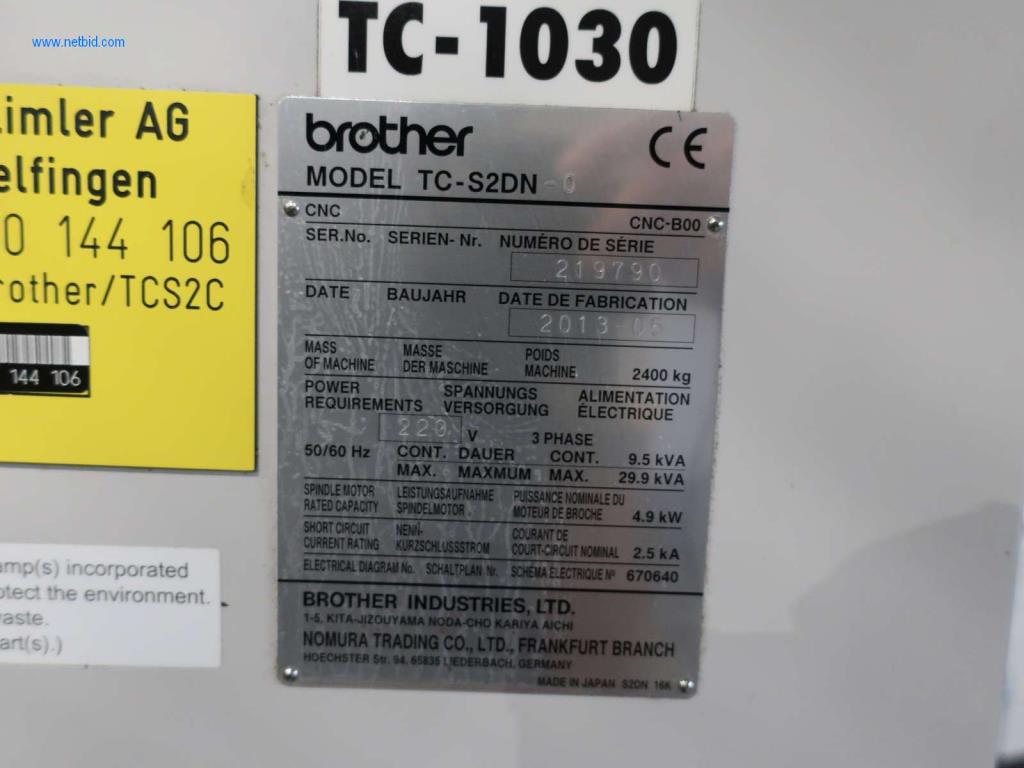 www.netbid.com
TC-1030
imler AG
elfingen
0 144 106
rother/TCS2C
144 106
brother CE
MODEL TC-S2DN-0
CNC CNC-B00
SER.No. SERIEN- Nr. NUMÉRO DE SÉRIE
219790
DATE BAUJAHR DATE DE FABRICATION
2013-05
MASS MASSE POIDS
OF MACHINE DER MASCHINE MACHINE 2400 kg
POWER SPANNUNGS ALIMENTATION
REQUIREMENTS VERSORGUNG ÉLECTRIQUE
220 V 3 PHASE
50/60 Hz CONT. DAUER CONT. 9.5 kVA
MAX. MAXMUM MAX. 29.9 kVA
SPINDLE MOTOR LEISTUNGSAUFNAHME PUISSANCE NOMINALE DU
RATED CAPACITY SPINDELMOTOR MOTEUR DE BROCHE 4.9 kW
SHORT CIRCUIT NENN- COURANT DE
CURRENT RATING KURZSCHLUSSSTROM COURT-CIRCUIT NOMINAL 2.5 kA
ELECTRICAL DIAGRAM No. SCHALTPLAN Nr. SCHÉMA ÉLECTRIQUE Nº 670640
BROTHER INDUSTRIES, LTD.
1-5, KITA-JIZOUYAMA NODA-CHO KARIYA AICHI
NOMURA TRADING CO., LTD., FRANKFURT BRANCH
HOECHSTER Str. 94, 65835 LIEDERBACH, GERMANY
MADE IN JAPAN S2DN 16K
amp(s) incorporated
otect the environment.
vaste.
art(s).)